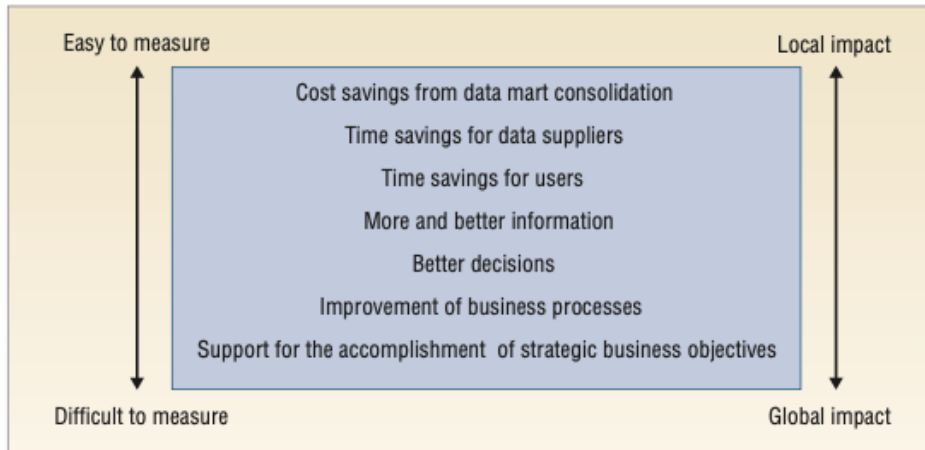 Easy to measure
Local impact
Cost savings from data mart consolidation
Time savings for data suppliers
Time savings for users
More and better information
Better decisions
Improvement of business processes
Support for the accomplishment of strategic business objectives
Difficult to measure
Global impact